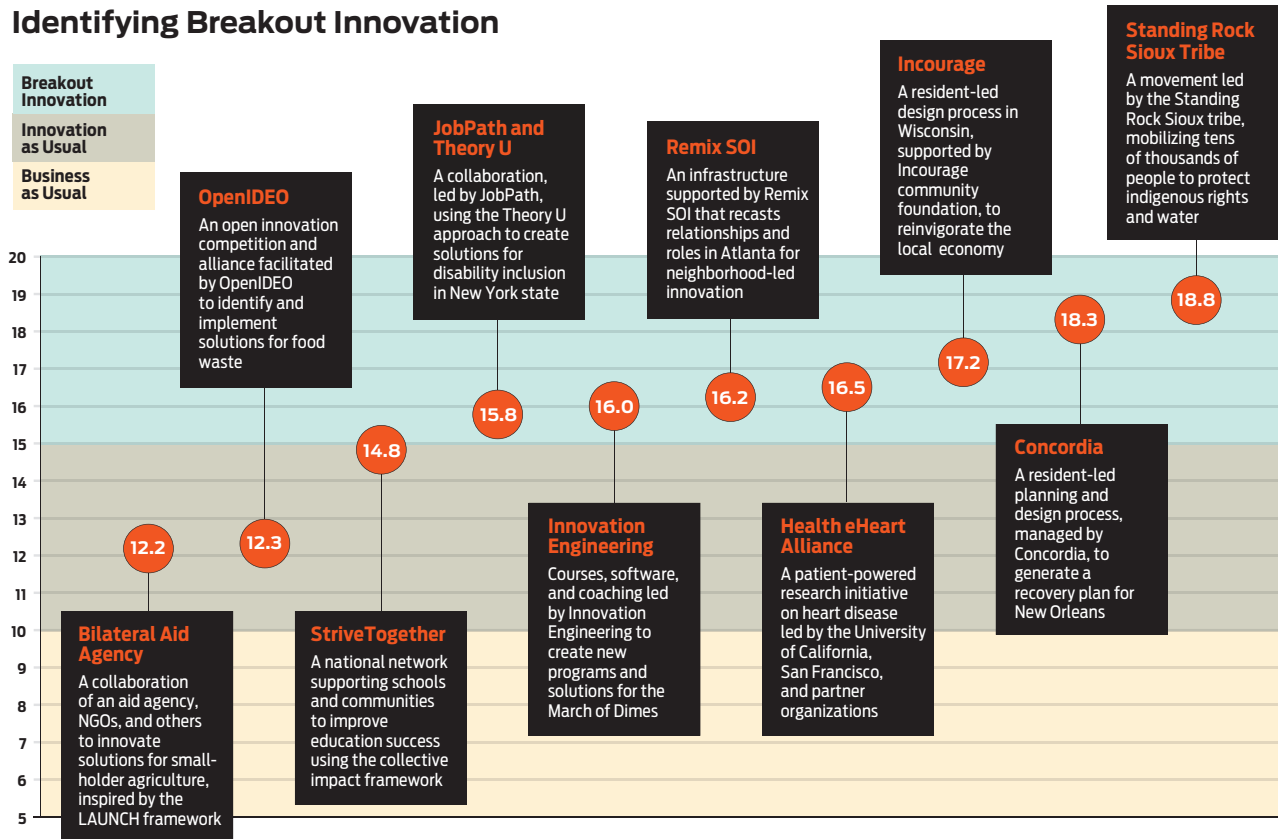 Identifying Breakout Innovation
Breakout
Innovation
Innovation
as Usual
Business
as Usual
20
19
18
17
16
15
14
13
12
11
10
9
8
7
6
5
12.2
Bilateral Aid
Agency
A collaboration
of an aid agency,
NGOs, and others
to innovate
solutions for small-
holder agriculture,
inspired by the
LAUNCH framework
OpenIDEO
An open innovation
competition and
alliance facilitated
by OpenIDEO
to identify and
implement
solutions for food
waste
12.3
14.8
StriveTogether
A national network
supporting schools
and communities
to improve
education success
using the collective
impact framework
JobPath and
Theory U
A collaboration,
led by JobPath,
using the Theory U
approach to create
solutions for
disability inclusion
in New York state
15.8
16.0
Innovation
Engineering
Courses, software,
and coaching led
by Innovation
Engineering to
create new
programs and
solutions for the
March of Dimes
Remix SOI
An infrastructure
supported by Remix
SOI that recasts
relationships and
roles in Atlanta for
neighborhood-led
innovation
16.2
16.5
Health eHeart
Alliance
A patient-powered
research initiative
on heart disease
led by the University
of California,
San Francisco,
and partner
organizations
Incourage
A resident-led
design process in
Wisconsin,
supported by
Incourage
community
foundation, to
reinvigorate the
local economy
17.2
18.3
Concordia
A resident-led
planning and
design process,
managed by
Concordia, to
generate a
recovery plan for
New Orleans
Standing Rock
Sioux Tribe
A movement led
by the Standing
Rock Sioux tribe,
mobilizing tens
of thousands of
people to protect
indigenous rights
and water
18.8